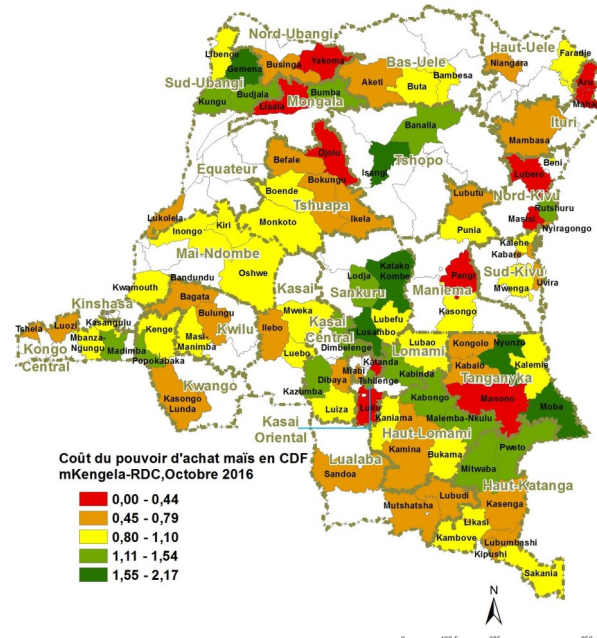 Nord-Ubangi
Haut-Uele
Libenge
Faradje
Yakoma
Businga
Bas-Uele
Niangara
Gemena
Bambesa
Aketi
Buta
Aru
Sud-Ubangi
Budjala
Bumba
Kungu
Lisala
Mongala
Ituri
Banalia
Mambasa
Djolu
Tshopo
Beni
Befale
Isangi
Equateur
Bokungu
Lubero
Boende
Lubutu
Nord-Kivu
Tshuapa
Rutshuru
Lukolela
Ikela
Masisi
Kiri
Monkoto
Punia
Nyiragongo
Inongo
Kalehe
Mai-Ndombe
Kabare
Katako
Kombe
Pangi
Sud-Kivu
Oshwe
Lodja
Uvira
Kasai
Sankuru
Maniema
Mwenga
Kwamouth
Bandundu
Kinshasa
Bagata
Mweka
Kasongo
Kasai
Central
Lusambo
Lubefu
Kasangulu
Bulungu
Tshela
Luozi
Ilebo
Dimbelenge
Lomami
Lubao
Kongolo
Nyunzu
Mbanza-
Ngungu
Kenge
Masi-
Manimba
Kwilu
Luebo
Katanda
Kabalo
Kalemie
Kongo
Central
Madimba
Popokabaka
Miabi
Dibaya
Tshilenge
Kabinda
Tanganyka
Kazumba
Kwango
Kabongo
Manono
Moba
Kasongo
Lunda
Luiza
Luilu
Malemba-Nkulu
Kasai
Oriental
Kaniama
Pweto
Haut-Lomami
Kamina
Bukama
Mitwaba
Lualaba
Coût du pouvoir d'achat maïs en CDF
mKengela-RDC,Octobre 2016
Sandoa
Haut-Katanga
0,00 - 0,44
0,45 - 0,79
0,80 - 1,10
1,11 - 1,54
1,55 - 2,17
Mutshatsha
Lubudi
Kasenga
Likasi
Kambove
Lubumbashi
Kipushi
Sakania
N